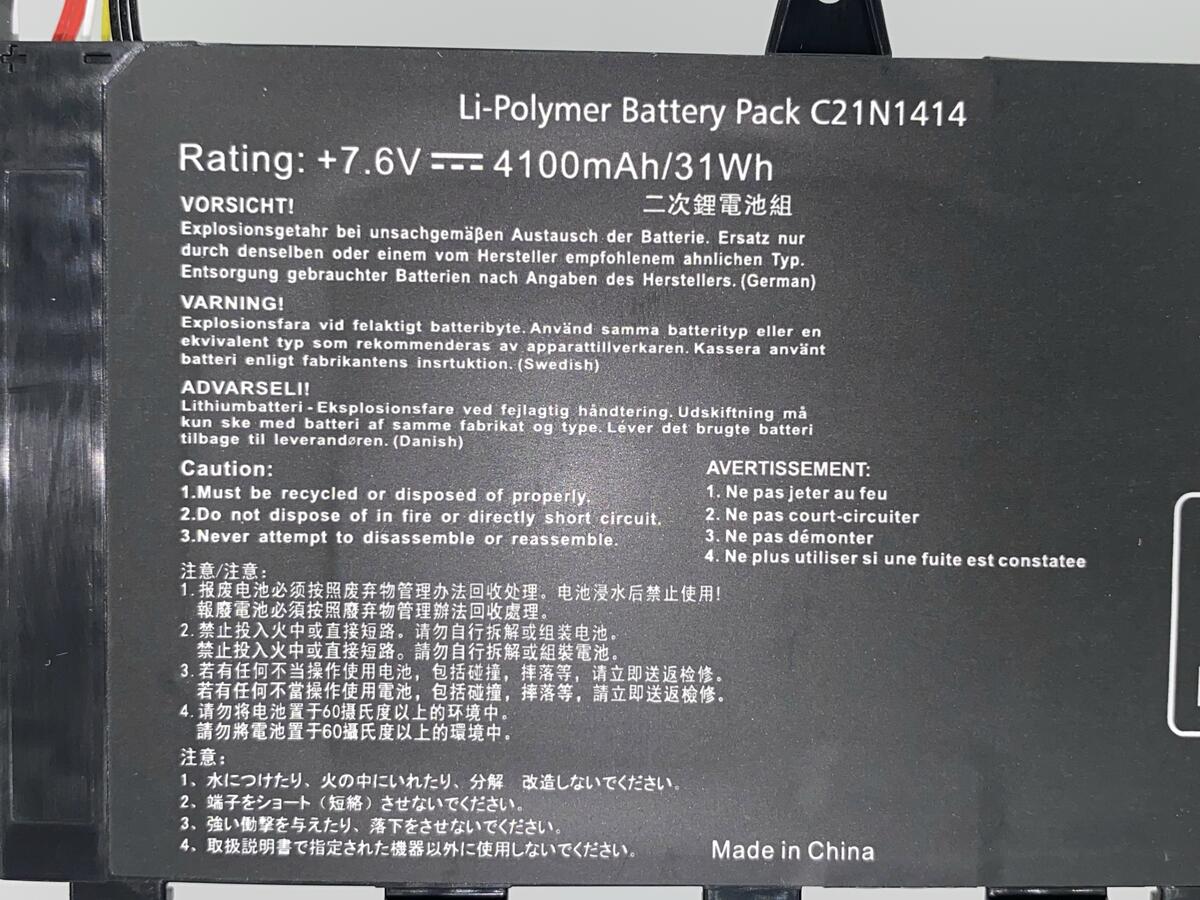 + −
Li-Polymer Battery Pack C21N1414
Rating: +7.6V ⎓ 4100mAh/31Wh
二次鋰電池組
VORSICHT!
Explosionsgetahr bei unsachgemäβen Austausch der Batterie. Ersatz nur
durch denselben oder einem vom Hersteller empfohlenem ahnlichen Typ.
Entsorgung gebrauchter Batterien nach Angaben des Herstellers. (German)
VARNING!
Explosionsfara vid felaktigt batteribyte. Använd samma batterityp eller en
ekvivalent typ som rekommenderas av apparattillverkaren. Kassera använt
batteri enligt fabrikantens insrtuktion. (Swedish)
ADVARSELI!
Lithiumbatteri - Eksplosionsfare ved fejlagtig håndtering. Udskiftning må
kun ske med batteri af samme fabrikat og type. Léver det brugte batteri
tilbage til leverandøren. (Danish)
Caution:
1.Must be recycled or disposed of properly.
2.Do not dispose of in fire or directly short circuit.
3.Never attempt to disassemble or reassemble.
AVERTISSEMENT:
1. Ne pas jeter au feu
2. Ne pas court-circuiter
3. Ne pas démonter
4. Ne plus utiliser si une fuite est constatee
注意/注意:
1. 报废电池必须按照废弃物管理办法回收处理。电池浸水后禁止使用!
報廢電池必須按照廢弃物管理辦法回收處理。
2. 禁止投入火中或直接短路。请勿自行拆解或组装电池。
禁止投入火中或直接短路。請勿自行拆解或組裝電池。
3. 若有任何不当操作使用电池，包括碰撞，摔落等，请立即送返检修。
若有任何不當操作使用電池，包括碰撞，摔落等，請立即送返檢修。
4. 请勿将电池置于60摄氏度以上的环境中。
請勿將電池置于60攝氏度以上的環境中。
注意:
1、水につけたり、火の中にいれたり、分解 改造しないでください。
2、端子をショート（短絡）させないでください。
3、強い働撃を与えたり、落下をさせないでください。
4、取扱説明書で指定された機器以外に使用しないでください。
Made in China